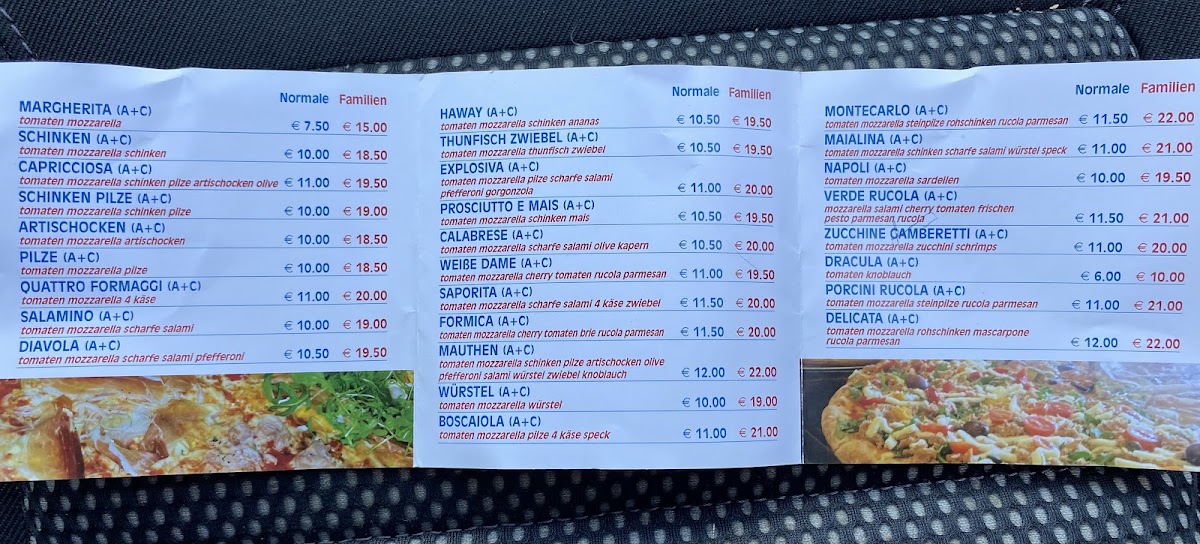 Normale Familien
MARGHERITA (A+C)
tomaten mozzarella € 7.50 € 15.00
SCHINKEN (A+C)
tomaten mozzarella schinken € 10.00 € 18.50
CAPRICCIOSA (A+C)
tomaten mozzarella schinken pilze artischocken olive € 11.00 € 19.50
SCHINKEN PILZE (A+C)
tomaten mozzarella schinken pilze € 10.00 € 19.00
ARTISCHOCKEN (A+C)
tomaten mozzarella artischocken € 10.00 € 18.50
PILZE (A+C)
tomaten mozzarella pilze € 10.00 € 18.50
QUATTRO FORMAGGI (A+C)
tomaten mozzarella 4 käse € 11.00 € 20.00
SALAMINO (A+C)
tomaten mozzarella scharfe salami € 10.00 € 19.00
DIAVOLA (A+C)
tomaten mozzarella scharfe salami pfefferoni € 10.50 € 19.50
Normale Familien
HAWAY (A+C)
tomaten mozzarella schinken ananas € 10.50 € 19.50
THUNFISCH ZWIEBEL (A+C)
tomaten mozzarella thunfisch zwiebel € 10.50 € 19.50
EXPLOSIVA (A+C)
tomaten mozzarella pilze scharfe salami
pfefferoni gorgonzola € 11.00 € 20.00
PROSCIUTTO E MAIS (A+C)
tomaten mozzarella schinken mais € 10.50 € 19.50
CALABRESE (A+C)
tomaten mozzarella scharfe salami olive kapern € 10.50 € 20.00
WEIßE DAME (A+C)
tomaten mozzarella cherry tomaten rucola parmesan € 11.00 € 19.50
SAPORITA (A+C)
tomaten mozzarella scharfe salami 4 käse zwiebel € 11.50 € 20.00
FORMICA (A+C)
tomaten mozzarella cherry tomaten brie rucola parmesan € 11.50 € 20.00
MAUTHEN (A+C)
tomaten mozzarella schinken pilze artischocken olive
pfefferoni salami würstel zwiebel knoblauch € 12.00 € 22.00
WÜRSTEL (A+C)
tomaten mozzarella würstel € 10.00 € 19.00
BOSCAIOLA (A+C)
tomaten mozzarella pilze 4 käse speck € 11.00 € 21.00
Normale Familien
MONTECARLO (A+C)
tomaten mozzarella steinpilze rohschinken rucola parmesan € 11.50 € 22.00
MAIALINA (A+C)
tomaten mozzarella schinken scharfe salami würstel speck € 11.00 € 21.00
NAPOLI (A+C)
tomaten mozzarella sardellen € 10.00 € 19.50
VERDE RUCOLA (A+C)
mozzarella salami cherry tomaten frischen
pesto parmesan rucola € 11.50 € 21.00
ZUCCHINE GAMBERETTI (A+C)
tomaten mozzarella zucchini schrimps € 11.00 € 20.00
DRACULA (A+C)
tomaten knoblauch € 6.00 € 10.00
PORCINI RUCOLA (A+C)
tomaten mozzarella steinpilze rucola parmesan € 11.00 € 21.00
DELICATA (A+C)
tomaten mozzarella rohschinken mascarpone
rucola parmesan € 12.00 € 22.00